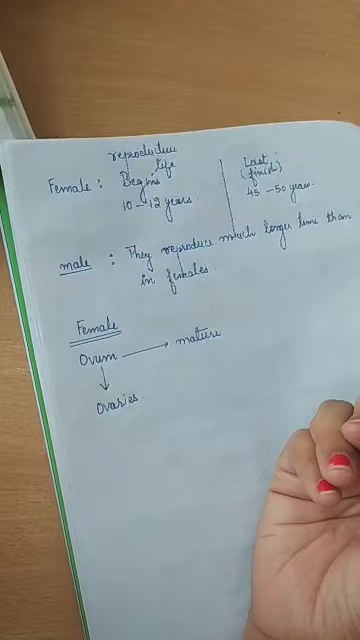 reproductive
life
Female : Begins
10 - 12 years.
Last
(finish)
45 - 50 years.
male : They reproduce much longer time than
in females.
Female
Ovum → mature
↓
Ovaries.